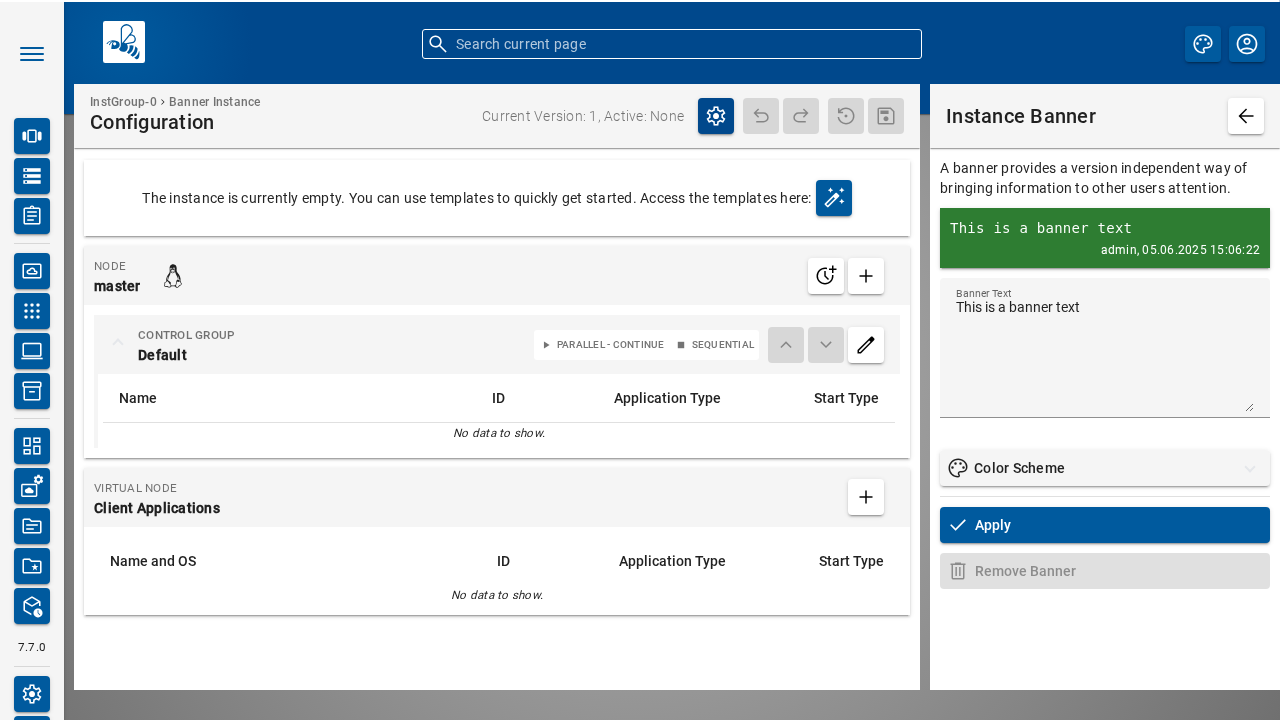 Search current page
InstGroup-0 › Banner Instance
Configuration
Current Version: 1, Active: None
The instance is currently empty. You can use templates to quickly get started. Access the templates here:
NODE
master
CONTROL GROUP
Default
PARALLEL - CONTINUE
SEQUENTIAL
Name ID Application Type Start Type
No data to show.
VIRTUAL NODE
Client Applications
Name and OS ID Application Type Start Type
No data to show.
7.7.0
Instance Banner
A banner provides a version independent way of
bringing information to other users attention.
This is a banner text
admin, 05.06.2025 15:06:22
Banner Text
This is a banner text
Color Scheme
Apply
Remove Banner